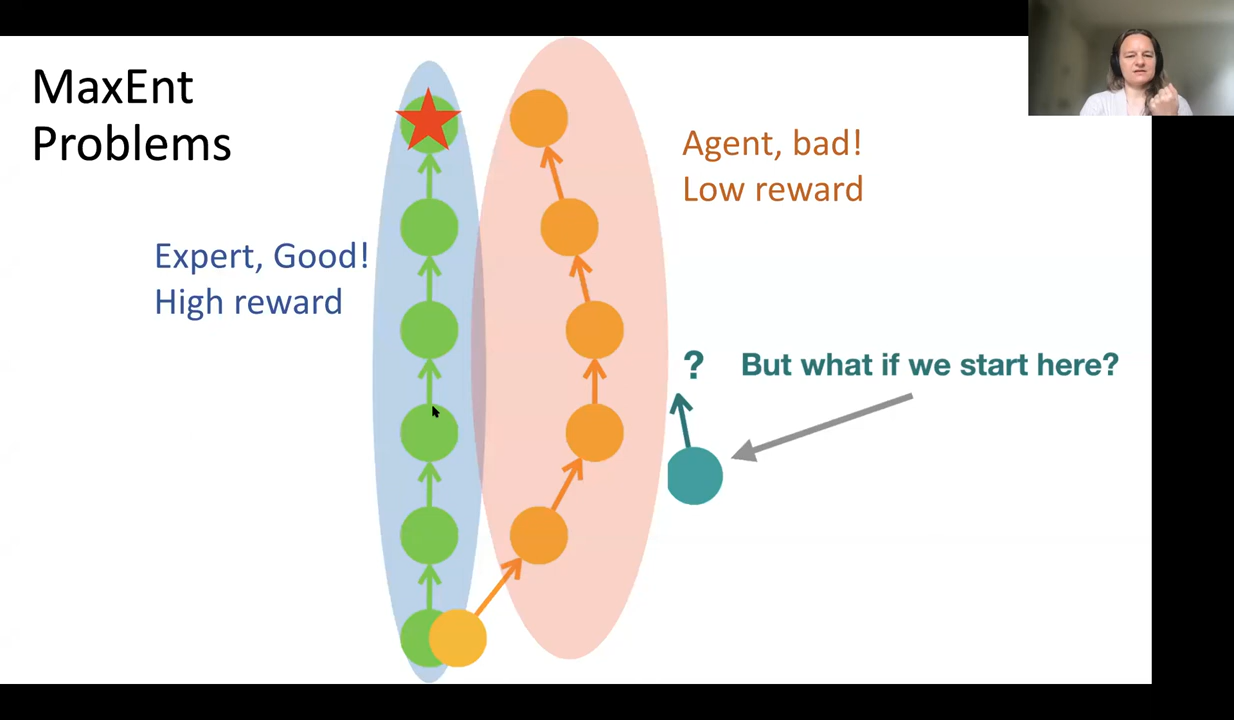 MaxEnt
Problems
Expert, Good!
High reward
Agent, bad!
Low reward
?
But what if we start here?